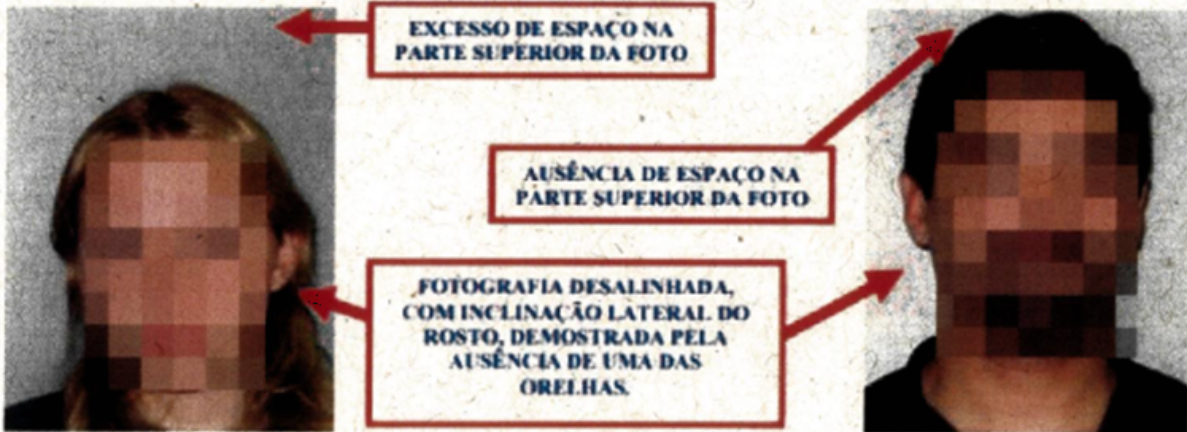 EXCESSO DE ESPAÇO NA
PARTE SUPERIOR DA FOTO
AUSÊNCIA DE ESPAÇO NA
PARTE SUPERIOR DA FOTO
FOTOGRAFIA DESALINHADA,
COM INCLINAÇÃO LATERAL DO
ROSTO, DEMOSTRADA PELA
AUSÊNCIA DE UMA DAS
ORELHAS.